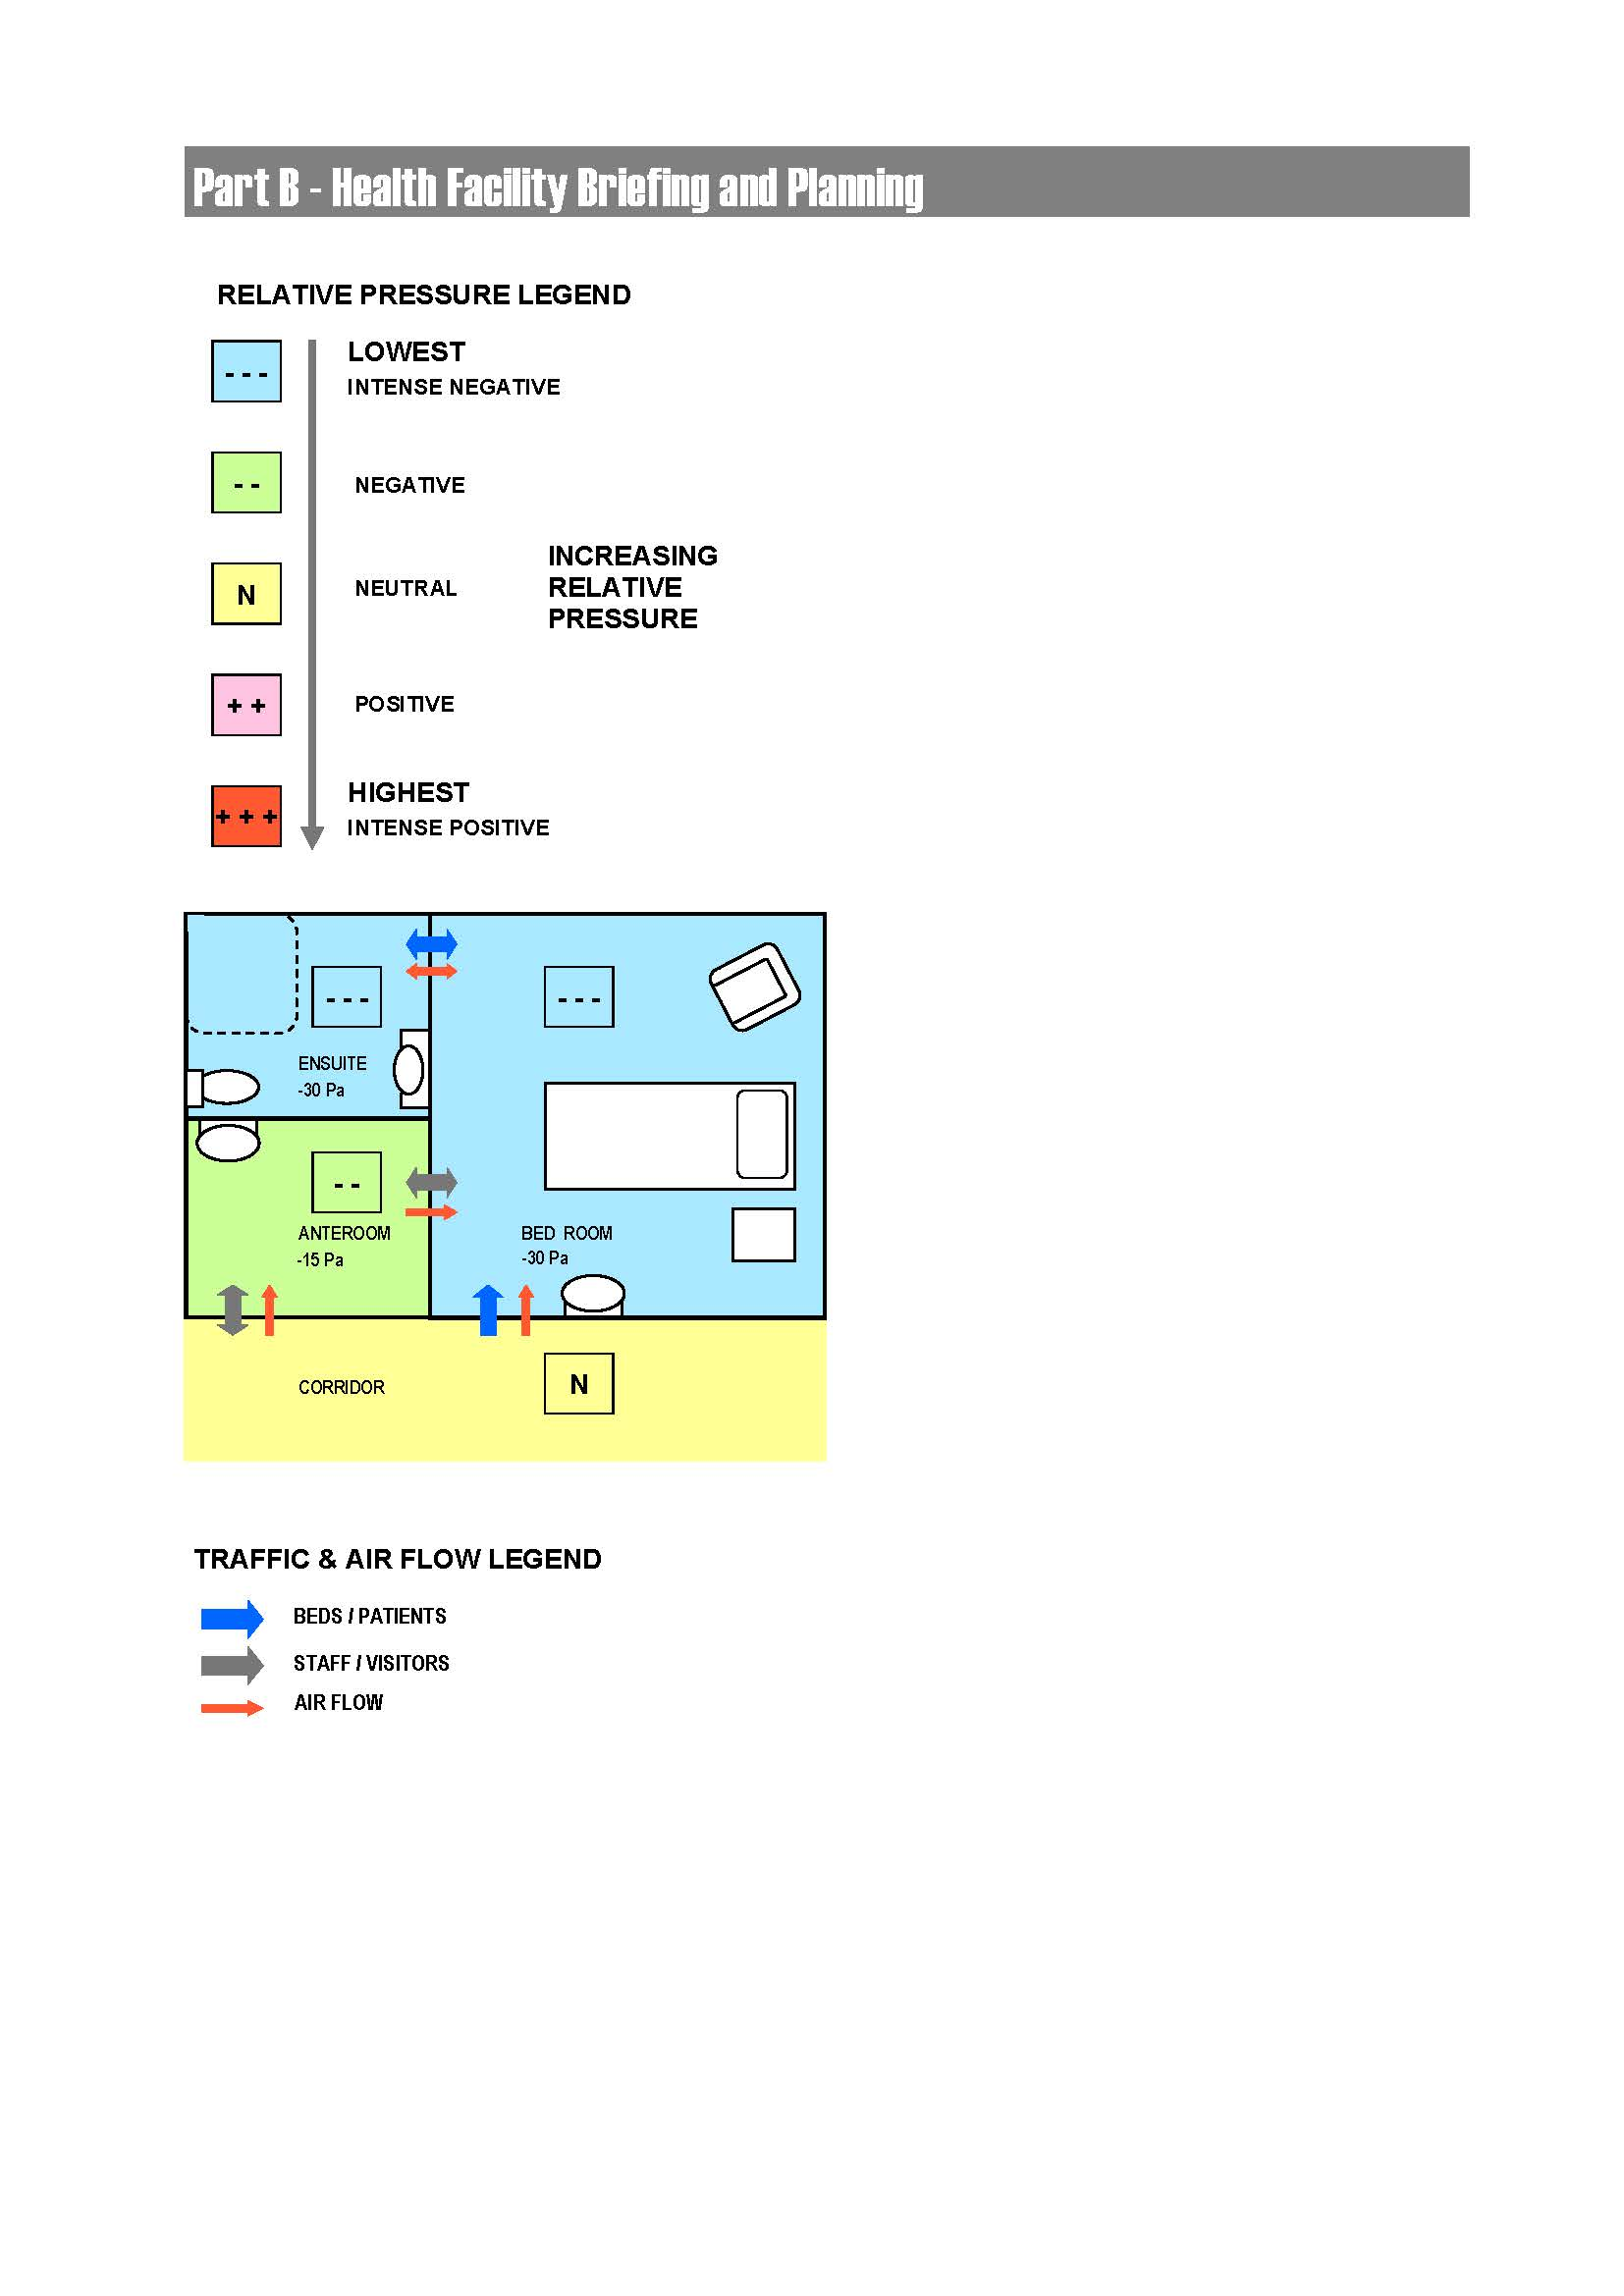 Part B - Health Facility Briefing and Planning
RELATIVE PRESSURE LEGEND
- - -
LOWEST
INTENSE NEGATIVE
- -
NEGATIVE
N
NEUTRAL
INCREASING
RELATIVE
PRESSURE
+ +
POSITIVE
+ + +
HIGHEST
INTENSE POSITIVE
- - -
- - -
ENSUITE
-30 Pa
- -
ANTEROOM
-15 Pa
BED ROOM
-30 Pa
CORRIDOR
N
TRAFFIC & AIR FLOW LEGEND
BEDS / PATIENTS
STAFF / VISITORS
AIR FLOW